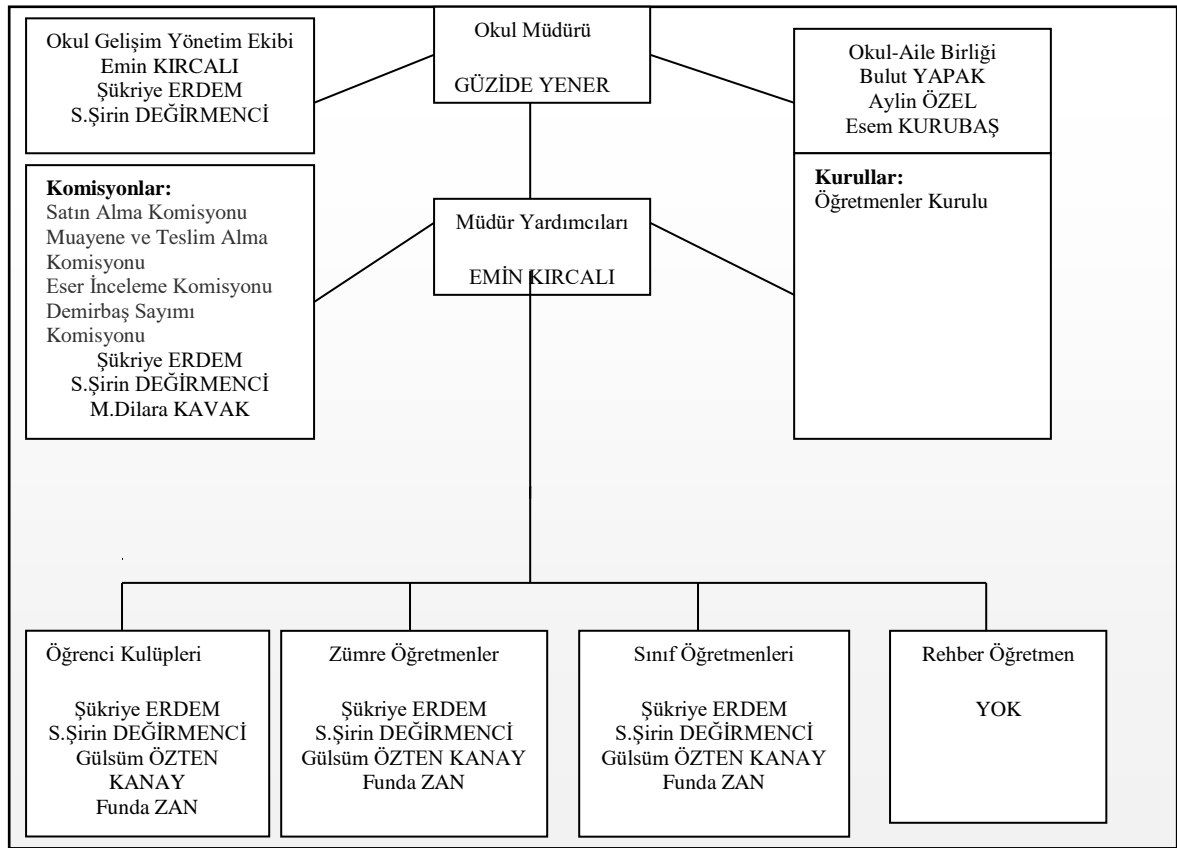 Okul Gelişim Yönetim Ekibi
Emin KIRCALI
Şükriye ERDEM
S.Şirin DEĞİRMENCİ
Okul Müdürü
GÜZİDE YENER
Okul-Aile Birliği
Bulut YAPAK
Aylin ÖZEL
Esem KURUBAŞ
Komisyonlar:
Satın Alma Komisyonu
Muayene ve Teslim Alma
Komisyonu
Eser İnceleme Komisyonu
Demirbaş Sayımı
Komisyonu
Şükriye ERDEM
S.Şirin DEĞİRMENCİ
M.Dilara KAVAK
Müdür Yardımcıları
EMİN KIRCALI
Kurullar:
Öğretmenler Kurulu
Öğrenci Kulüpleri
Şükriye ERDEM
S.Şirin DEĞİRMENCİ
Gülsüm ÖZTEN
KANAY
Funda ZAN
Zümre Öğretmenler
Şükriye ERDEM
S.Şirin DEĞİRMENCİ
Gülsüm ÖZTEN KANAY
Funda ZAN
Sınıf Öğretmenleri
Şükriye ERDEM
S.Şirin DEĞİRMENCİ
Gülsüm ÖZTEN KANAY
Funda ZAN
Rehber Öğretmen
YOK